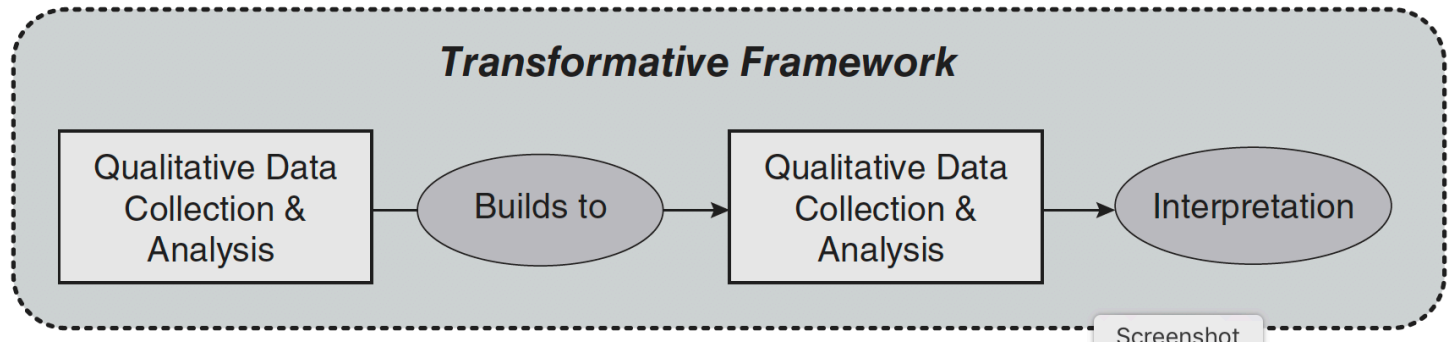 Transformative Framework
Qualitative Data
Collection &
Analysis
Builds to
Qualitative Data
Collection &
Analysis
Interpretation
Screenshot